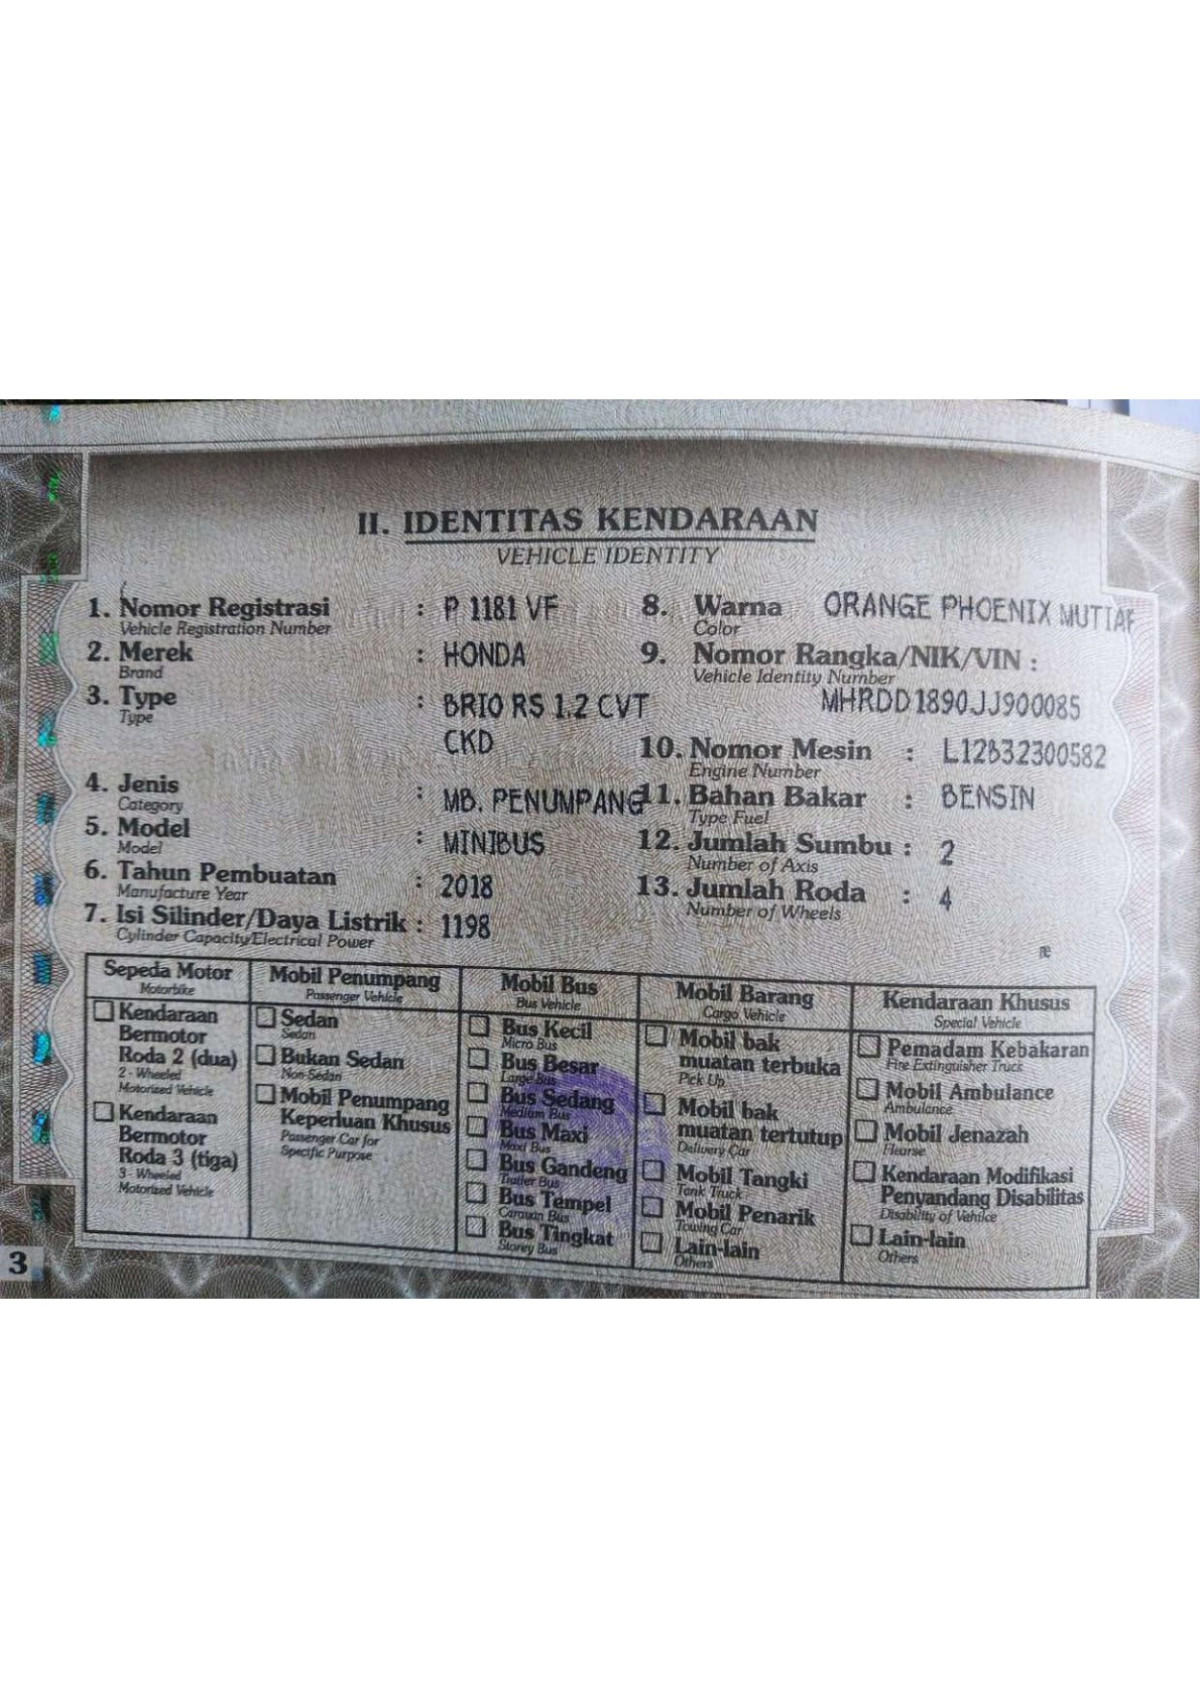 II. IDENTITAS KENDARAAN
VEHICLE IDENTITY
1. Nomor Registrasi : P 1181 VF
Vehicle Registration Number
2. Merek : HONDA
Brand
3. Type : BRIO RS 1.2 CVT
Type
CKD
4. Jenis : MB. PENUMPANG
Category
5. Model : MINIBUS
Model
6. Tahun Pembuatan : 2018
Manufacture Year
7. Isi Silinder/Daya Listrik : 1198
Cylinder Capacity/Electrical Power
8. Warna ORANGE PHOENIX MUTIAR
Color
9. Nomor Rangka/NIK/VIN :
Vehicle Identity Number
MHRDD1890JJ900085
10. Nomor Mesin : L12B32300582
Engine Number
11. Bahan Bakar : BENSIN
Type Fuel
12. Jumlah Sumbu : 2
Number of Axis
13. Jumlah Roda : 4
Number of Wheels
Sepeda Motor
Motorbike
Kendaraan
Bermotor
Roda 2 (dua)
2 - Wheeled
Motorized Vehicle
Kendaraan
Bermotor
Roda 3 (tiga)
3 - Wheeled
Motorized Vehicle
Mobil Penumpang
Passenger Vehicle
Sedan
Sedan
Bukan Sedan
Non-Sedan
Mobil Penumpang
Keperluan Khusus
Passenger Car for
Specific Purpose
Mobil Bus
Bus Vehicle
Bus Kecil
Micro Bus
Bus Besar
Large Bus
Bus Sedang
Medium Bus
Bus Maxi
Maxi Bus
Bus Gandeng
Trailer Bus
Bus Tempel
Caravan Bus
Bus Tingkat
Storey Bus
Mobil Barang
Cargo Vehicle
Mobil bak
muatan terbuka
Pick Up
Mobil bak
muatan tertutup
Delivery Car
Mobil Tangki
Tank Truck
Mobil Penarik
Towing Car
Lain-lain
Others
Kendaraan Khusus
Special Vehicle
Pemadam Kebakaran
Fire Extinguisher Truck
Mobil Ambulance
Ambulance
Mobil Jenazah
Hearse
Kendaraan Modifikasi
Penyandang Disabilitas
Disability of Vehilce
Lain-lain
Others
3